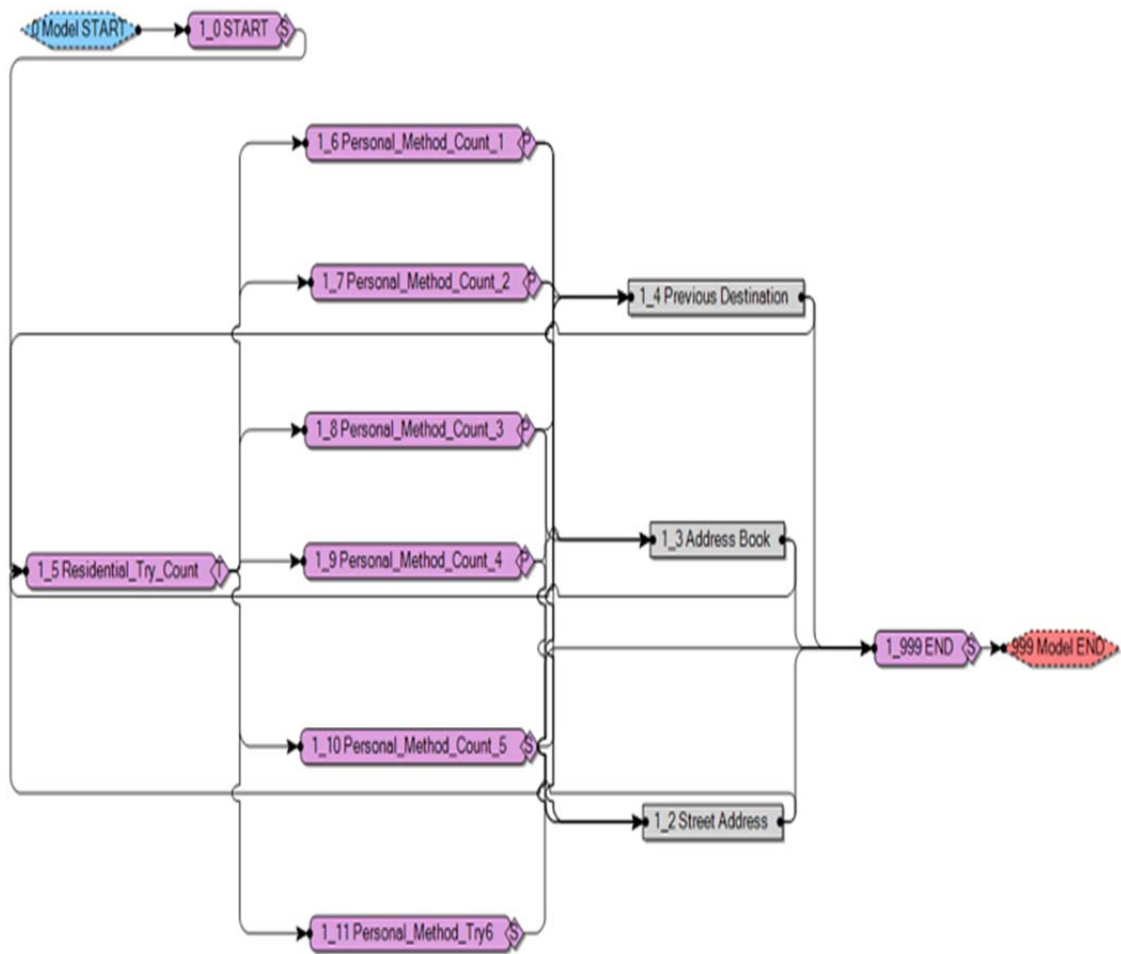 0 Model START
1_0 START
S
1_6 Personal_Method_Count_1
P
1_7 Personal_Method_Count_2
P
1_4 Previous Destination
1_8 Personal_Method_Count_3
P
1_3 Address Book
1_5 Residential_Try_Count
T
1_9 Personal_Method_Count_4
P
1_999 END
S
999 Model END
1_10 Personal_Method_Count_5
S
1_2 Street Address
1_11 Personal_Method_Try6
S